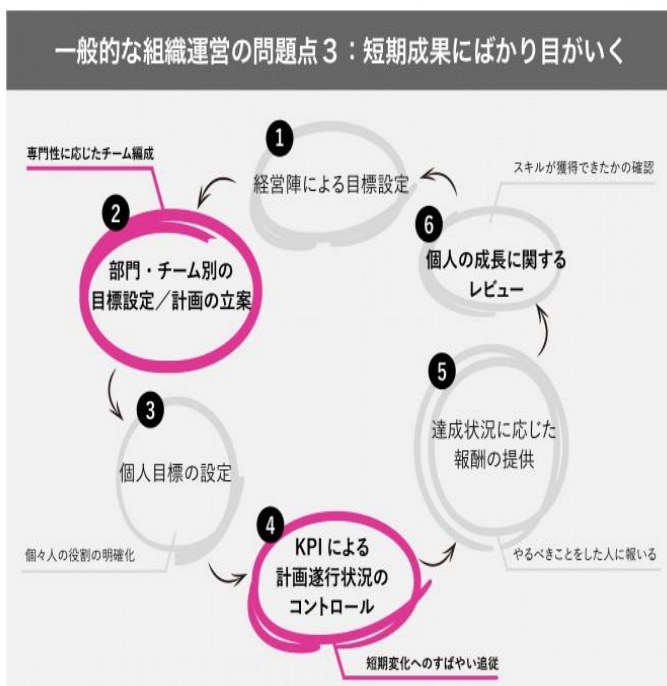 一般的な組織運営の問題点３：短期成果にばかり目がいく
1
経営陣による目標設定
専門性に応じたチーム編成
2
部門・チーム別の
目標設定／計画の立案
3
個人目標の設定
個々人の役割の明確化
4
KPIによる
計画遂行状況の
コントロール
短期変化へのすばやい追従
5
達成状況に応じた
報酬の提供
やるべきことをした人に報いる
6
個人の成長に関する
レビュー
スキルが獲得できたかの確認